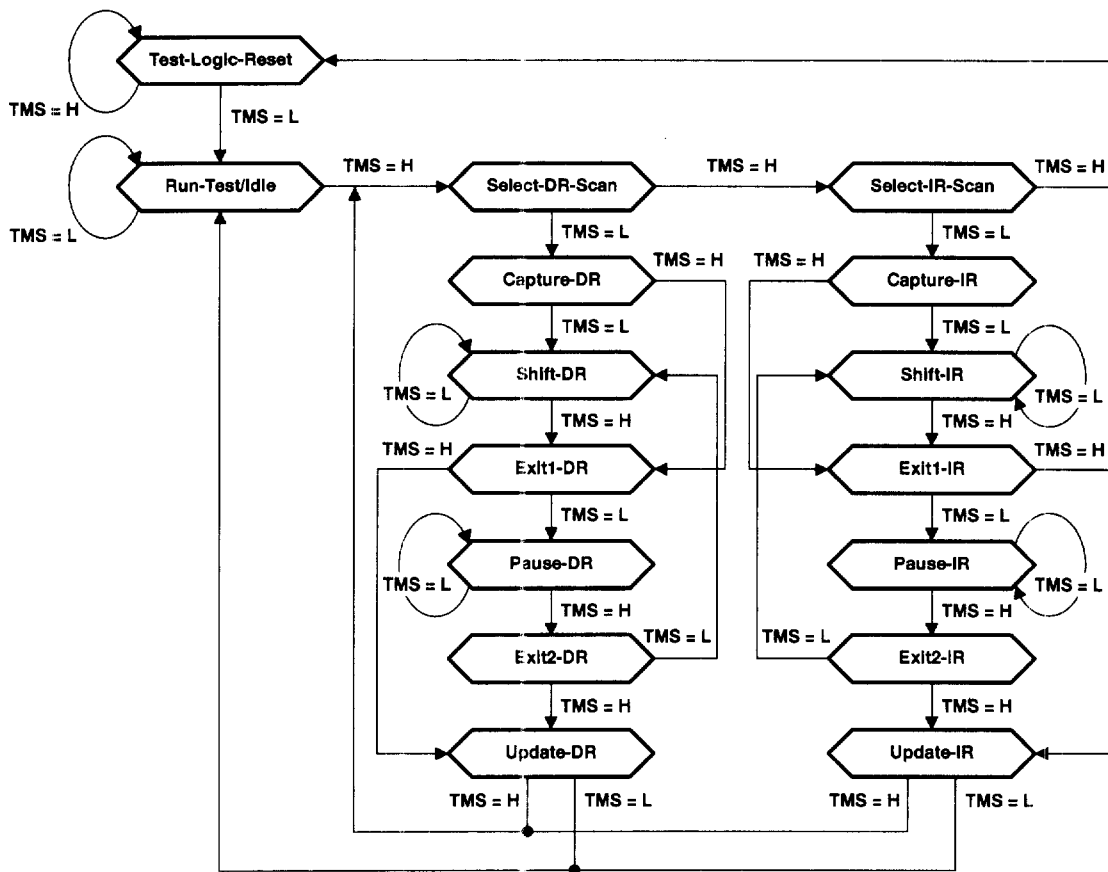 Test-Logic-Reset
TMS = H
TMS = L
Run-Test/Idle
TMS = L
TMS = H
Select-DR-Scan
TMS = H
Select-IR-Scan
TMS = H
TMS = L
TMS = L
Capture-DR
TMS = H
TMS = H
Capture-IR
TMS = L
TMS = L
Shift-DR
TMS = L
Shift-IR
TMS = L
TMS = H
TMS = H
TMS = H
Exit1-DR
Exit1-IR
TMS = H
TMS = L
TMS = L
Pause-DR
TMS = L
Pause-IR
TMS = L
TMS = H
TMS = H
Exit2-DR
TMS = L
TMS = L
Exit2-IR
TMS = H
TMS = H
Update-DR
Update-IR
TMS = H
TMS = L
TMS = H
TMS = L